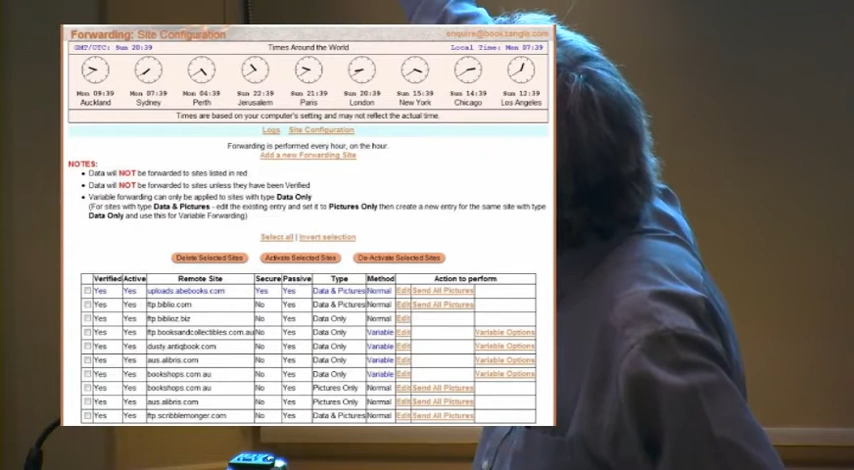 Forwarding: Site Configuration enquire@book.tangle.com
GMT/UTC: Sun 20:39 Times Around the World Local Time: Mon 07:39
Mon 09:39 Mon 07:39 Mon 04:39 Sun 22:39 Sun 21:39 Sun 20:39 Sun 15:39 Sun 14:39 Sun 12:39
Auckland Sydney Perth Jerusalem Paris London New York Chicago Los Angeles
Times are based on your computer's setting and may not reflect the actual time.
Logs Site Configuration
Forwarding is performed every hour, on the hour.
Add a new Forwarding Site
NOTES:
• Data will NOT be forwarded to sites listed in red
• Data will NOT be forwarded to sites unless they have been Verified
• Variable forwarding can only be applied to sites with type Data Only
(For sites with type Data & Pictures - edit the existing entry and set it to Pictures Only then create a new entry for the same site with type
Data Only and use this for Variable Forwarding)
Select all | Invert selection
Delete Selected Sites Activate Selected Sites De-Activate Selected Sites
Verified Active Remote Site Secure Passive Type Method Action to perform
Yes Yes uploads.abebooks.com Yes Yes Data & Pictures Normal Edit Send All Pictures
Yes Yes ftp.biblio.com No Yes Data & Pictures Normal Edit Send All Pictures
Yes Yes ftp.biblioz.biz No Yes Data Only Normal Edit
Yes Yes ftp.booksandcollectibles.com.au No Yes Data Only Variable Edit Variable Options
Yes Yes dusty.antiqbook.com No Yes Data Only Variable Edit Variable Options
Yes Yes aus.alibris.com No Yes Data Only Variable Edit Variable Options
Yes Yes bookshops.com.au No Yes Data Only Variable Edit Variable Options
Yes Yes bookshops.com.au No Yes Pictures Only Normal Edit Send All Pictures
Yes Yes aus.alibris.com No Yes Pictures Only Normal Edit Send All Pictures
Yes Yes ftp.scribblemonger.com No Yes Data & Pictures Normal Edit Send All Pictures